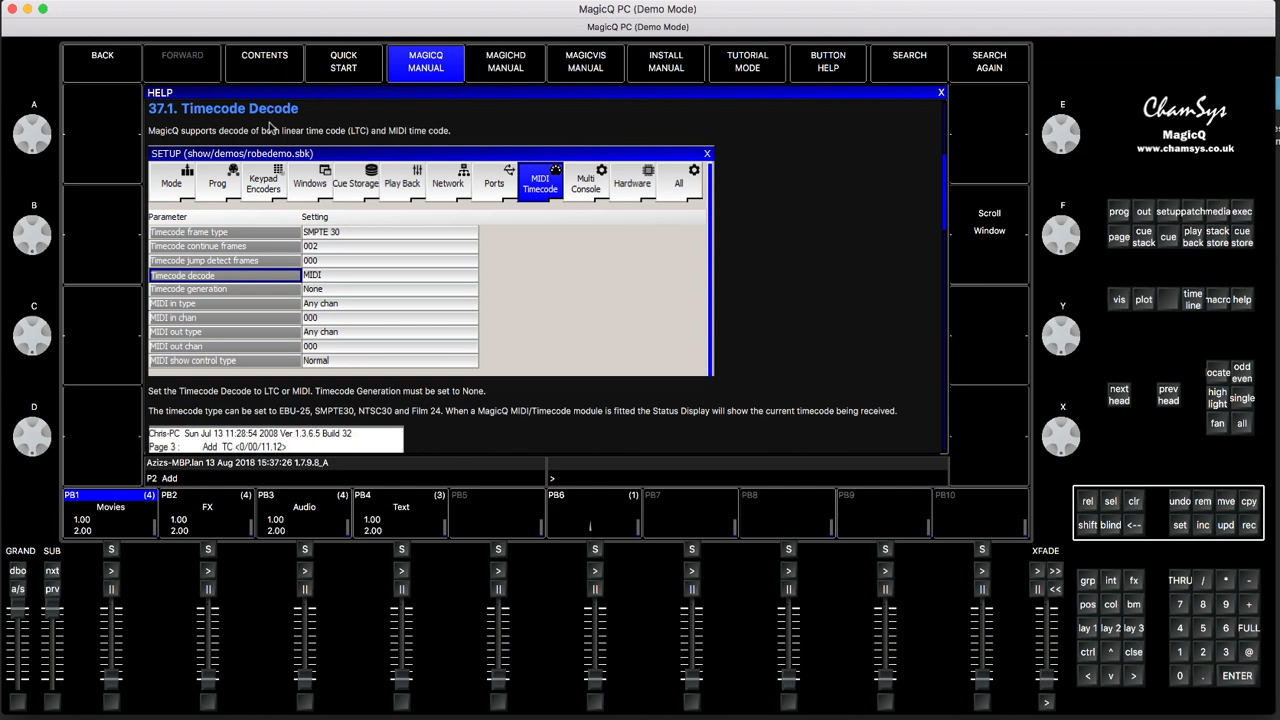 MagicQ PC (Demo Mode)
MagicQ PC (Demo Mode)
BACK
FORWARD
CONTENTS
QUICK START
MAGICQ MANUAL
MAGICHD MANUAL
MAGICVIS MANUAL
INSTALL MANUAL
TUTORIAL MODE
BUTTON HELP
SEARCH
SEARCH AGAIN
HELP X
37.1. Timecode Decode
MagicQ supports decode of both linear time code (LTC) and MIDI time code.
SETUP (show/demos/robedemo.sbk) X
Mode
Prog
Keypad Encoders
Windows
Cue Storage
Play Back
Network
Ports
MIDI Timecode
Multi Console
Hardware
All
Parameter Setting
Timecode frame type SMPTE 30
Timecode continue frames 002
Timecode jump detect frames 000
Timecode decode MIDI
Timecode generation None
MIDI in type Any chan
MIDI in chan 000
MIDI out type Any chan
MIDI out chan 000
MIDI show control type Normal
Set the Timecode Decode to LTC or MIDI. Timecode Generation must be set to None.
The timecode type can be set to EBU-25, SMPTE30, NTSC30 and Film 24. When a MagicQ MIDI/Timecode module is fitted the Status Display will show the current timecode being received.
Chris-PC Sun Jul 13 11:28:54 2008 Ver 1.3.6.5 Build 32
Page 3 : Add TC <0/00/11.12>
Azizs-MBP.lan 13 Aug 2018 15:37:26 1.7.9.8_A
P2 Add >
A
B
C
D
E
F
Y
X
Scroll
Window
ChamSys
MagicQ
www.chamsys.co.uk
prog out setup patch media exec
page cue stack cue play back stack store cue store
vis plot time line macro help
next head prev head
ocate odd even
high light single
fan all
PB1 (4) PB2 (4) PB3 (4) PB4 (3) PB5 PB6 (1) PB7 PB8 PB9 PB10
Movies FX Audio Text
1.00 1.00 1.00 1.00
2.00 2.00 2.00 2.00
rel sel clr undo rem mve cpy
shift blind <-- set inc upd rec
GRAND SUB S S S S S S S S S S XFADE
dbo nxt > > > > > > > > > > > >>
a/s prv || || || || || || || || || || || <<
grp int fx THRU / * -
pos col bm 7 8 9 +
lay 1 lay 2 lay 3 4 5 6 FULL
ctrl ^ clse 1 2 3 @
< v > 0 . ENTER
>